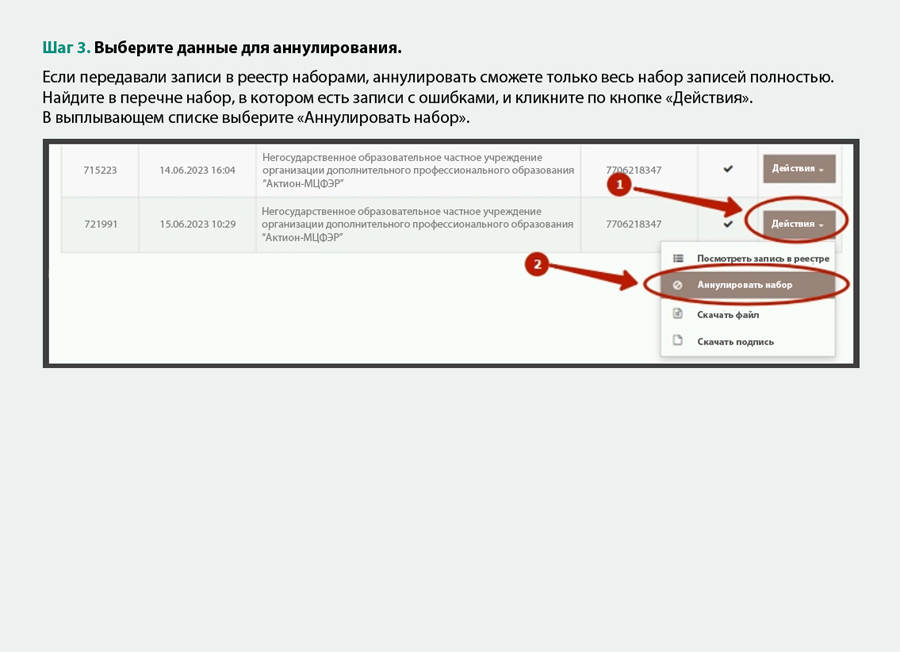 Шаг 3. Выберите данные для аннулирования.
Если передавали записи в реестр наборами, аннулировать сможете только весь набор записей полностью.
Найдите в перечне набор, в котором есть записи с ошибками, и кликните по кнопке «Действия».
В выплывающем списке выберите «Аннулировать набор».
715223
14.06.2023 16:04
Негосударственное образовательное частное учреждение
организации дополнительного профессионального образования
"Актион-МЦФЭР"
7706218347
Действия
1
721991
15.06.2023 10:29
Негосударственное образовательное частное учреждение
организации дополнительного профессионального образования
"Актион-МЦФЭР"
7706218347
Действия
2
Посмотреть запись в реестре
Аннулировать набор
Скачать файл
Скачать подпись